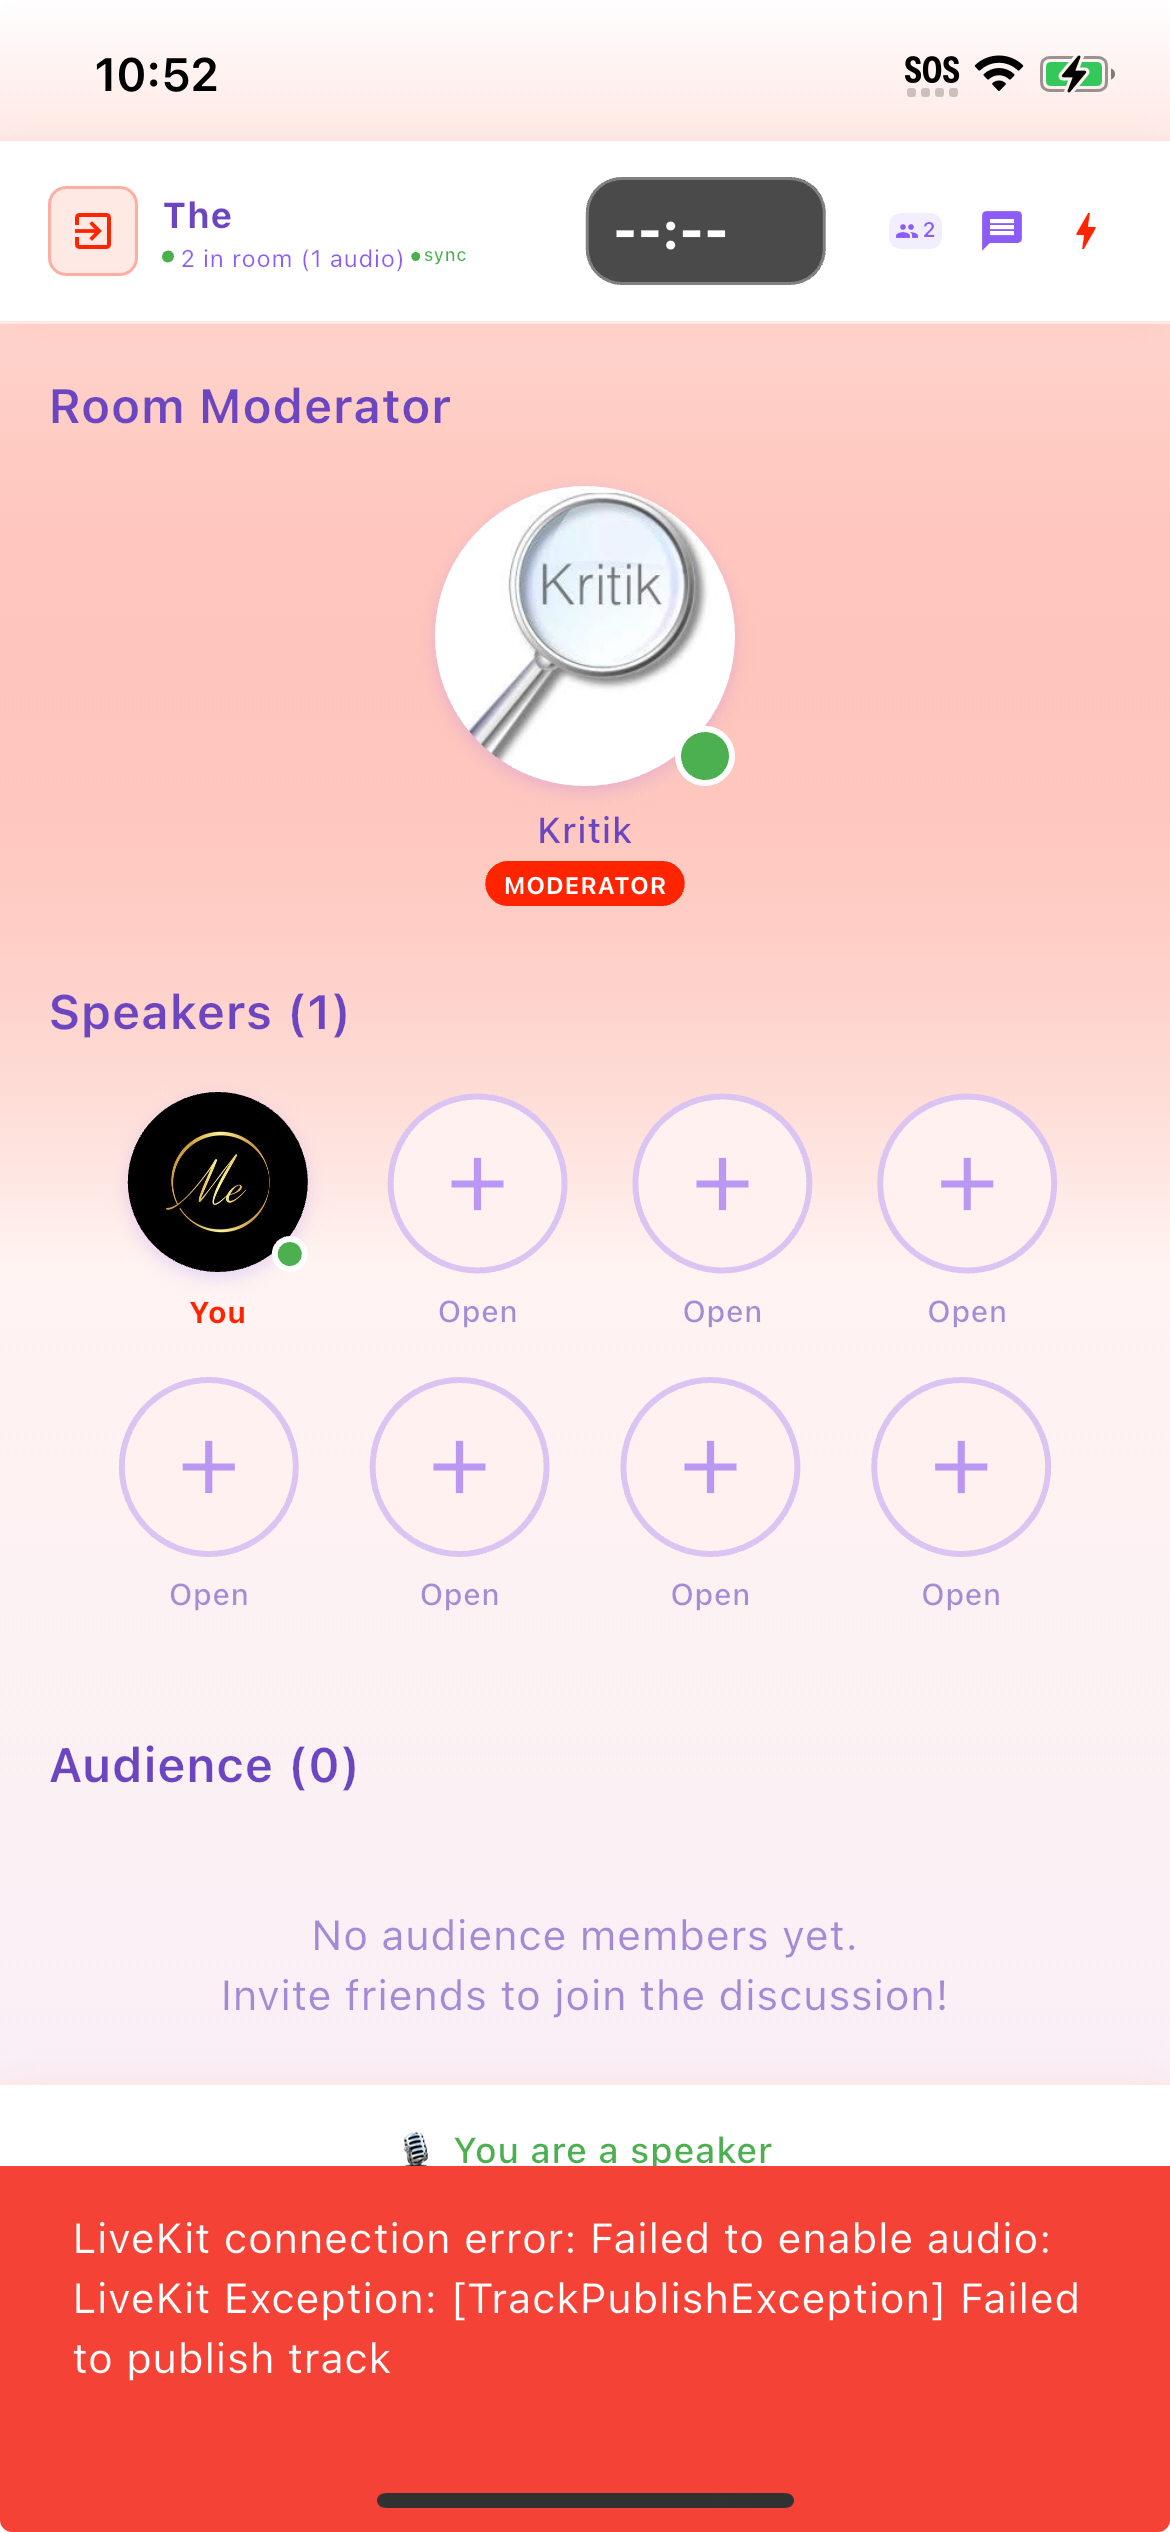 10:52
SOS
The
2 in room (1 audio) sync
--:--
2
Room Moderator
Kritik
Kritik
MODERATOR
Speakers (1)
Me
You
Open
Open
Open
Open
Open
Open
Open
Audience (0)
No audience members yet.
Invite friends to join the discussion!
You are a speaker
LiveKit connection error: Failed to enable audio:
LiveKit Exception: [TrackPublishException] Failed
to publish track